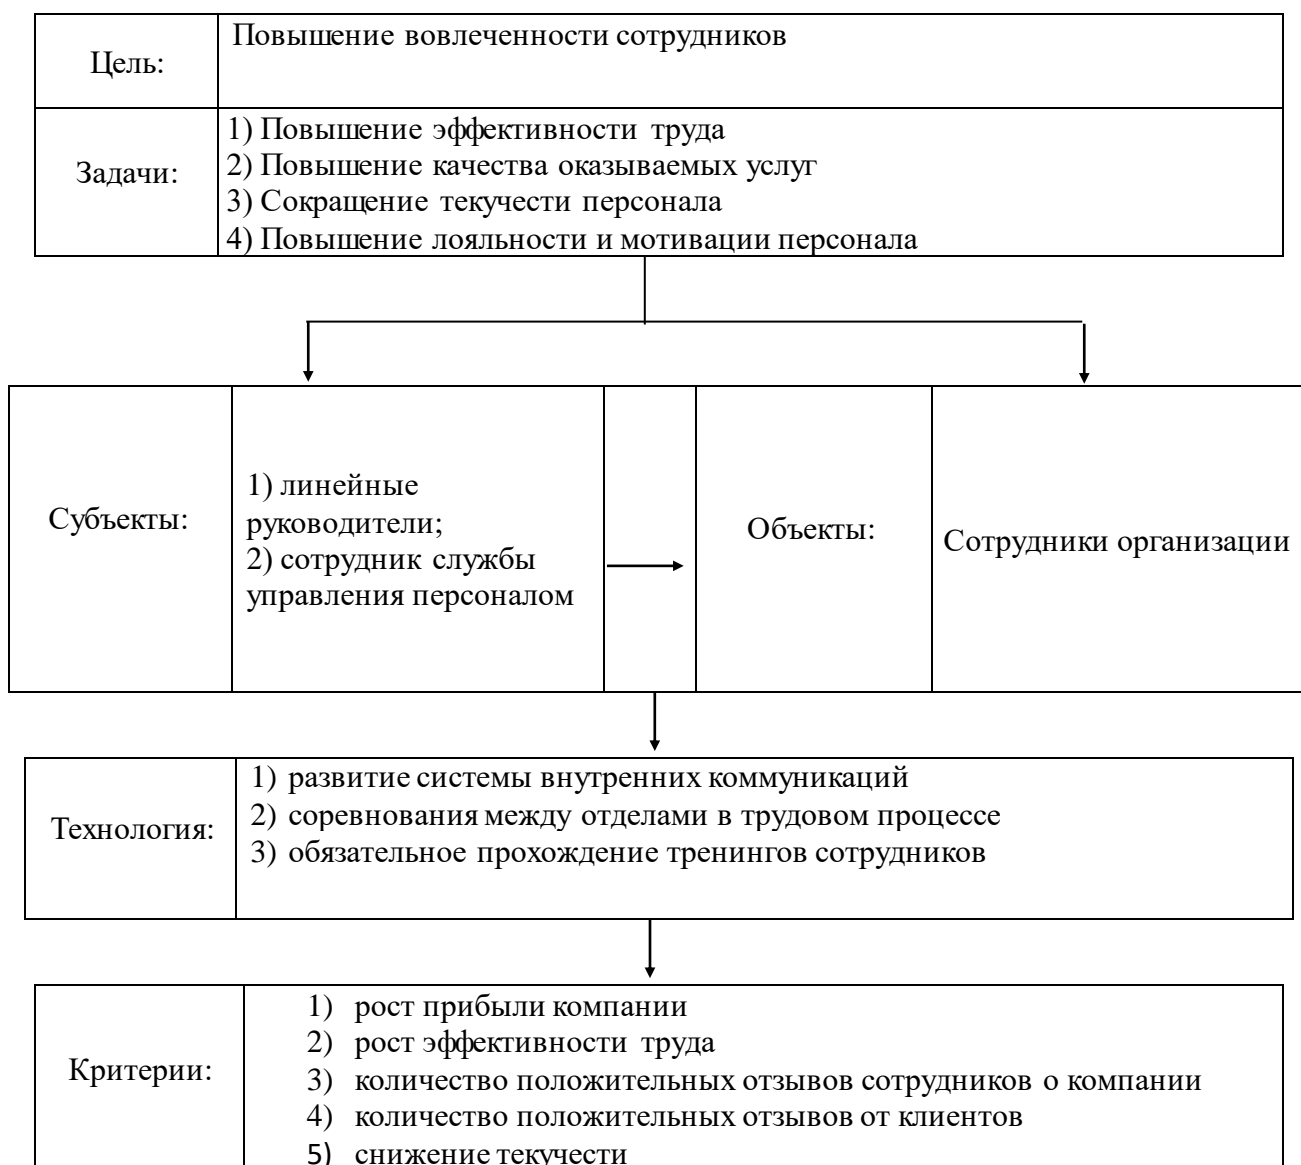 Цель:
Повышение вовлеченности сотрудников
Задачи:
1) Повышение эффективности труда
2) Повышение качества оказываемых услуг
3) Сокращение текучести персонала
4) Повышение лояльности и мотивации персонала
Субъекты:
1) линейные
руководители;
2) сотрудник службы
управления персоналом
Объекты:
Сотрудники организации
Технология:
1) развитие системы внутренних коммуникаций
2) соревнования между отделами в трудовом процессе
3) обязательное прохождение тренингов сотрудников
Критерии:
1) рост прибыли компании
2) рост эффективности труда
3) количество положительных отзывов сотрудников о компании
4) количество положительных отзывов от клиентов
5) снижение текучести